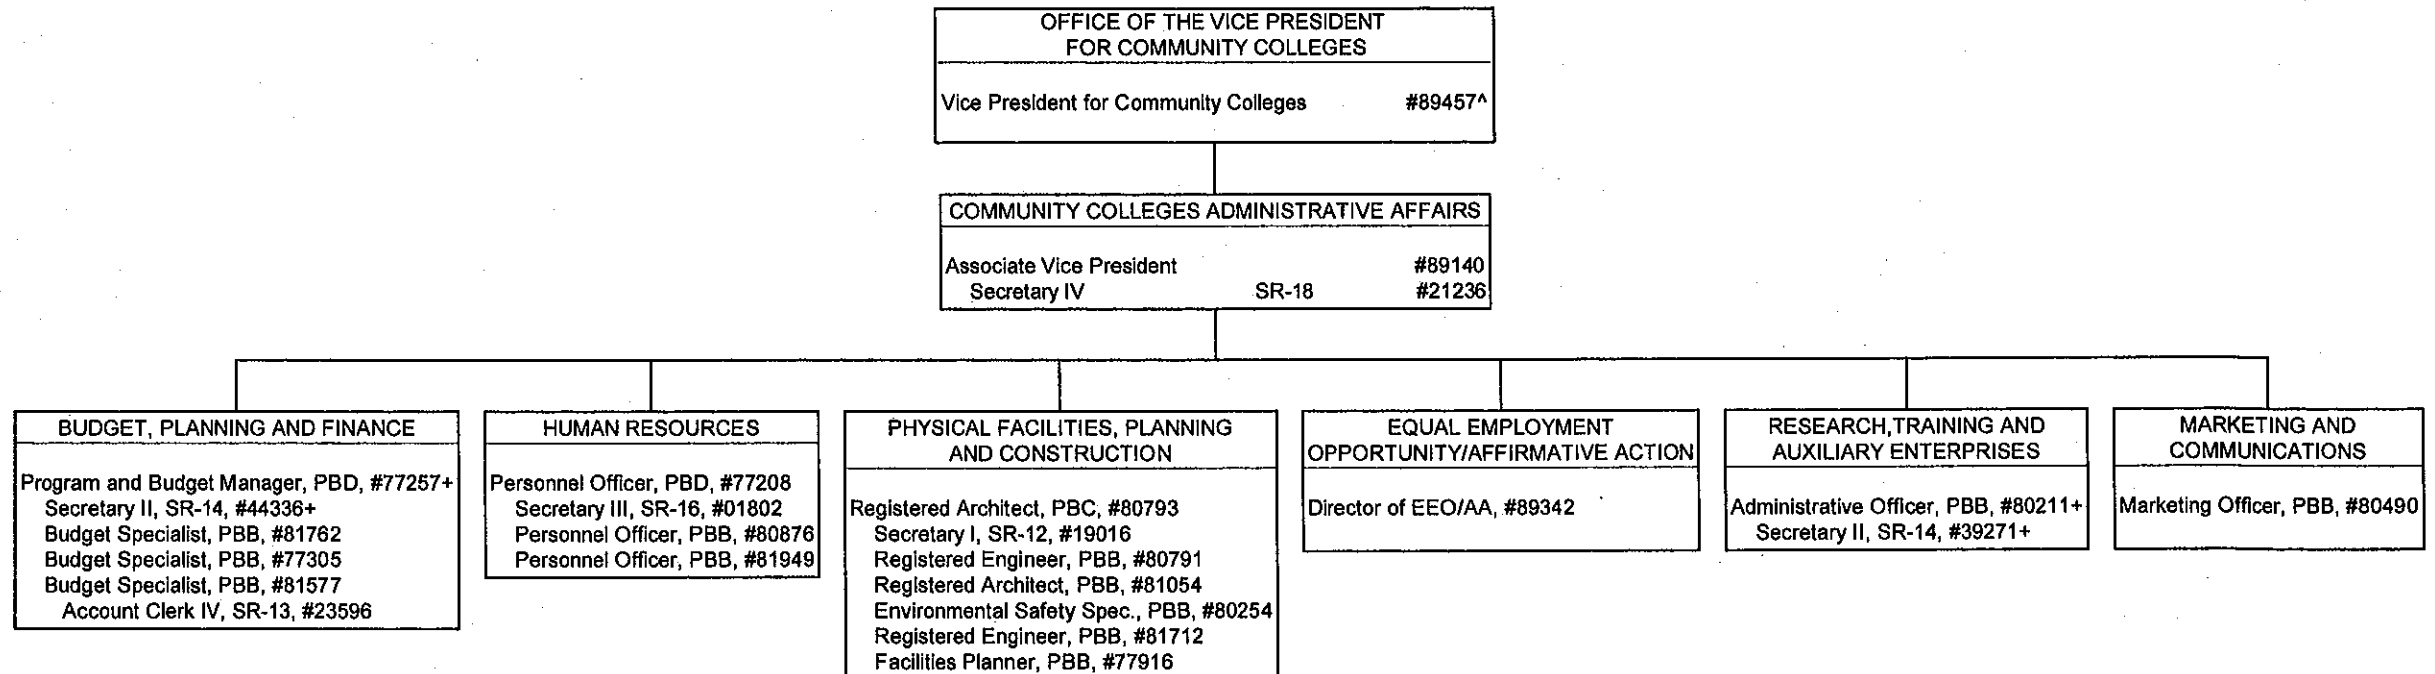 OFFICE OF THE VICE PRESIDENT
FOR COMMUNITY COLLEGES
Vice President for Community Colleges #89457^
COMMUNITY COLLEGES ADMINISTRATIVE AFFAIRS
Associate Vice President #89140
Secretary IV SR-18 #21236
BUDGET, PLANNING AND FINANCE
Program and Budget Manager, PBD, #77257+
Secretary II, SR-14, #44336+
Budget Specialist, PBB, #81762
Budget Specialist, PBB, #77305
Budget Specialist, PBB, #81577
Account Clerk IV, SR-13, #23596
HUMAN RESOURCES
Personnel Officer, PBD, #77208
Secretary III, SR-16, #01802
Personnel Officer, PBB, #80876
Personnel Officer, PBB, #81949
PHYSICAL FACILITIES, PLANNING
AND CONSTRUCTION
Registered Architect, PBC, #80793
Secretary I, SR-12, #19016
Registered Engineer, PBB, #80791
Registered Architect, PBB, #81054
Environmental Safety Spec., PBB, #80254
Registered Engineer, PBB, #81712
Facilities Planner, PBB, #77916
EQUAL EMPLOYMENT
OPPORTUNITY/AFFIRMATIVE ACTION
Director of EEO/AA, #89342
RESEARCH,TRAINING AND
AUXILIARY ENTERPRISES
Administrative Officer, PBB, #80211+
Secretary II, SR-14, #39271+
MARKETING AND
COMMUNICATIONS
Marketing Officer, PBB, #80490